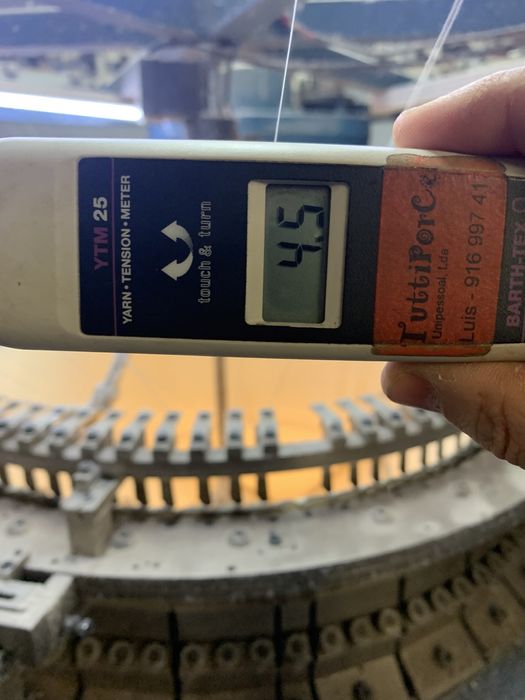 YTM 25
YARN•TENSION•METER
touch & turn
4.5
TuttiPorC
Unipessoal, Lda
Luis - 916 997 41
BARTH-TEX